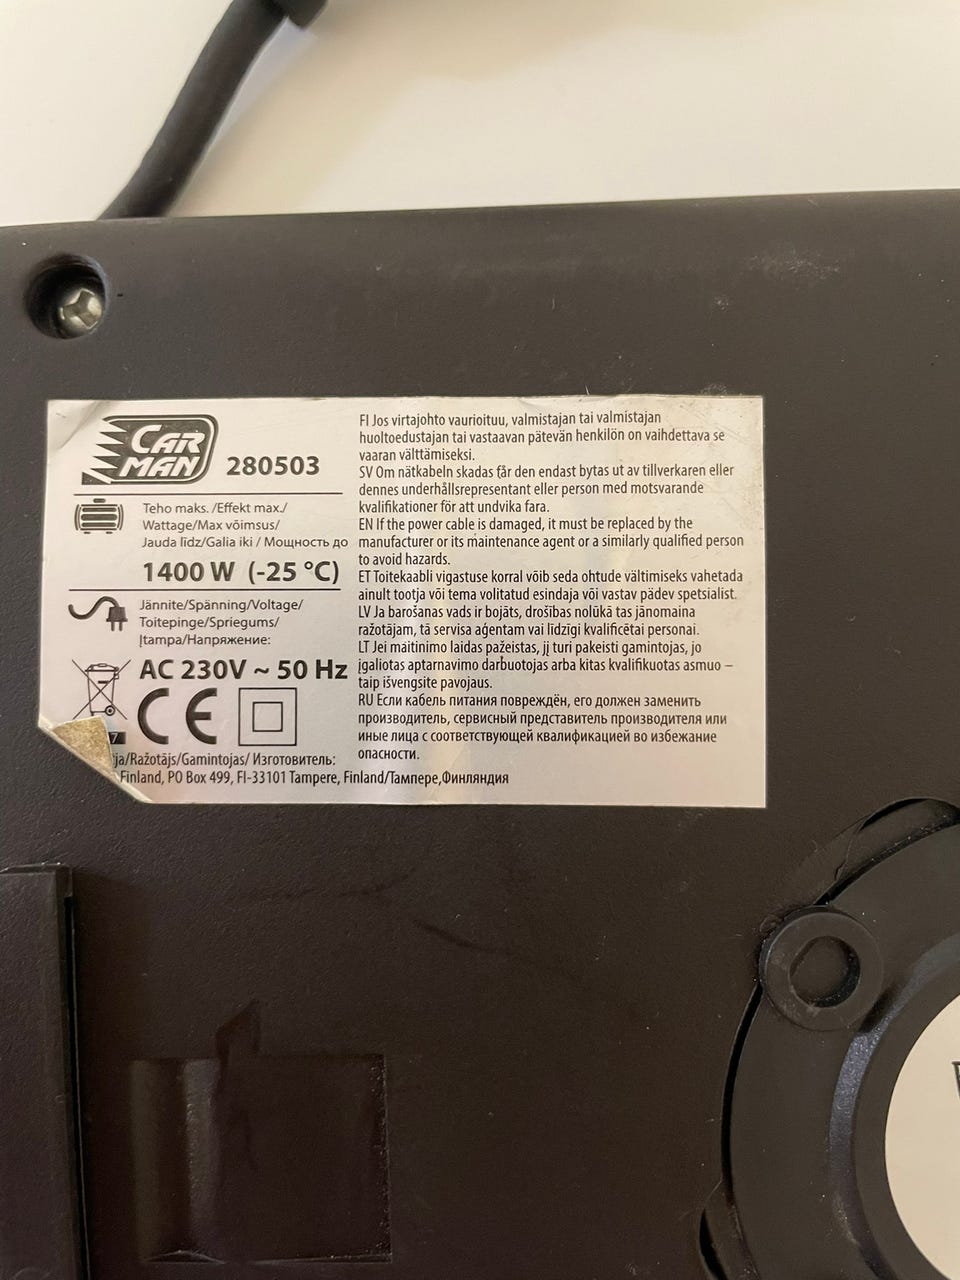 CAR
MAN
280503
Teho maks. /Effekt max./
Wattage/Max võimsus/
Jauda līdz/Galia iki / Мощность до
1400 W (-25 °C)
Jännite/Spänning/Voltage/
Toitepinge/Spriegums/
Įtampa/Напряжение:
AC 230V ~ 50 Hz
CE
7
ja/Ražotājs/Gamintojas/ Изготовитель:
Finland, PO Box 499, FI-33101 Tampere, Finland/Тампере,Финляндия
FI Jos virtajohto vaurioituu, valmistajan tai valmistajan
huoltoedustajan tai vastaavan pätevän henkilön on vaihdettava se
vaaran välttämiseksi.
SV Om nätkabeln skadas får den endast bytas ut av tillverkaren eller
dennes underhållsrepresentant eller person med motsvarande
kvalifikationer för att undvika fara.
EN If the power cable is damaged, it must be replaced by the
manufacturer or its maintenance agent or a similarly qualified person
to avoid hazards.
ET Toitekaabli vigastuse korral võib seda ohtude vältimiseks vahetada
ainult tootja või tema volitatud esindaja või vastav pädev spetsialist.
LV Ja barošanas vads ir bojāts, drošības nolūkā tas jānomaina
ražotājam, tā servisa aģentam vai līdzīgi kvalificētai personai.
LT Jei maitinimo laidas pažeistas, jį turi pakeisti gamintojas, jo
įgaliotas aptarnavimo darbuotojas arba kitas kvalifikuotas asmuo –
taip išvengsite pavojaus.
RU Если кабель питания повреждён, его должен заменить
производитель, сервисный представитель производителя или
иные лица с соответствующей квалификацией во избежание
опасности.